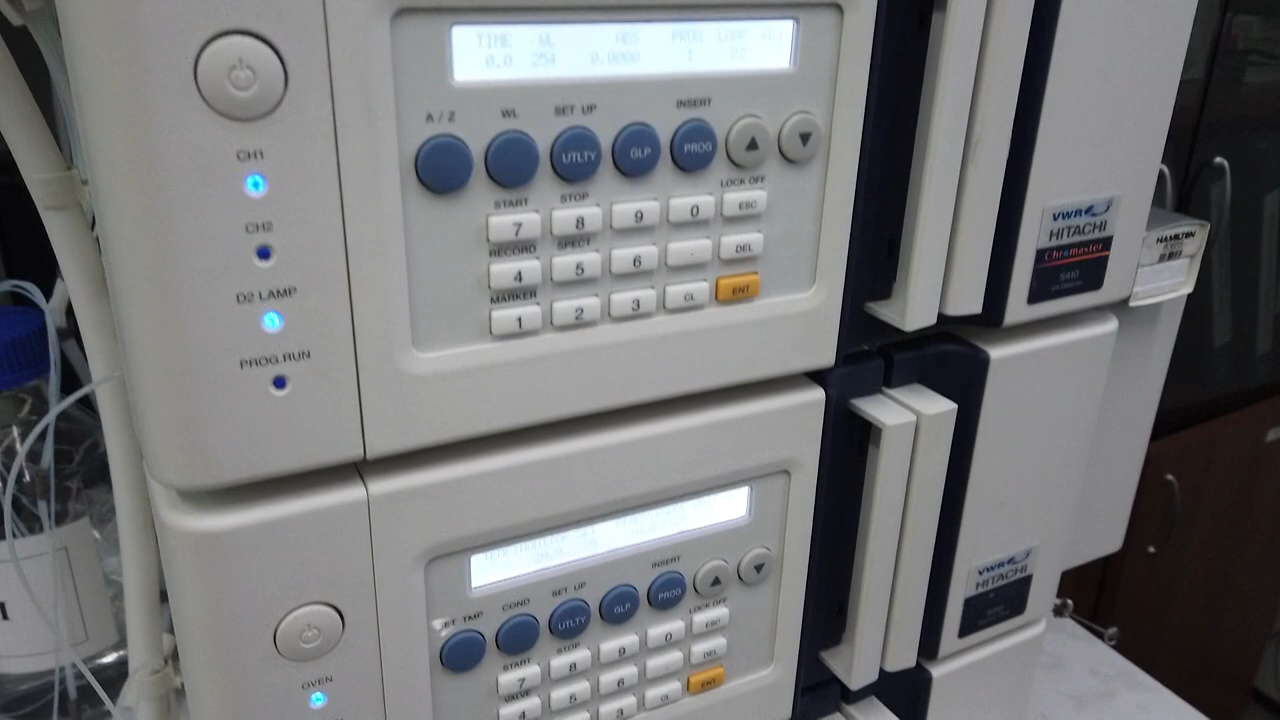 TIME WL ABS PROG LAMP
0.0 254 0.0000 1 D2
A / Z WL SET UP INSERT
UTLTY GLP PROG
CH1
CH2
D2 LAMP
PROG.RUN
START STOP LOCK OFF
7 8 9 0 ESC
RECORD SPECT
4 5 6 . DEL
MARKER
1 2 3 CL ENT
VWR
HITACHI
Chromaster
5410
HAMILTON
SET UP INSERT
ET TMP COND
UTLTY GLP PROG
START STOP LOCK OFF
7 8 9 0 ESC
VALVE
4 5 6 . DEL
3 CL ENT
OVEN
VWR
HITACHI